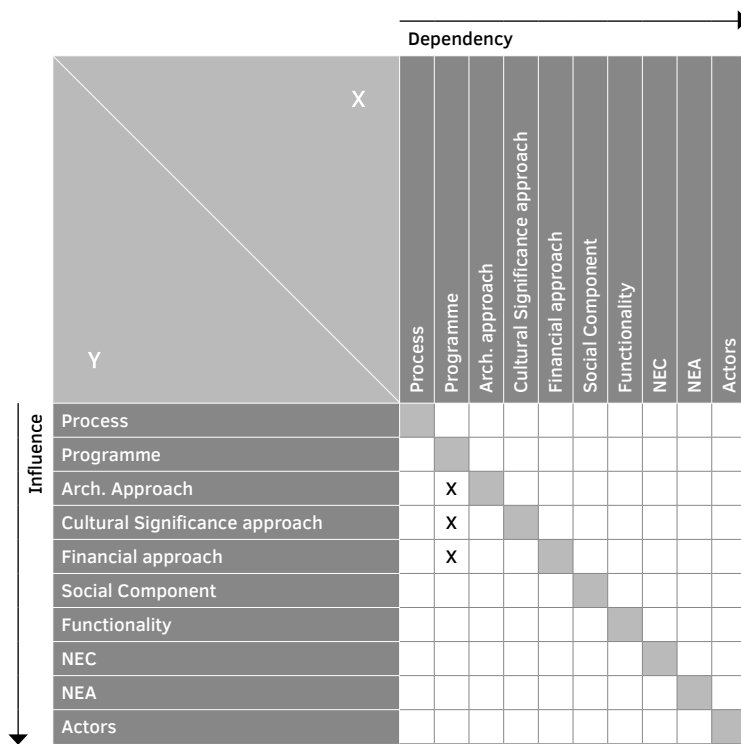 Dependency
X
Y
Process
Programme
Arch. approach
Cultural Significance approach
Financial approach
Social Component
Functionality
NEC
NEA
Actors
Influence
Process
Programme
Arch. Approach X
Cultural Significance approach X
Financial approach X
Social Component
Functionality
NEC
NEA
Actors